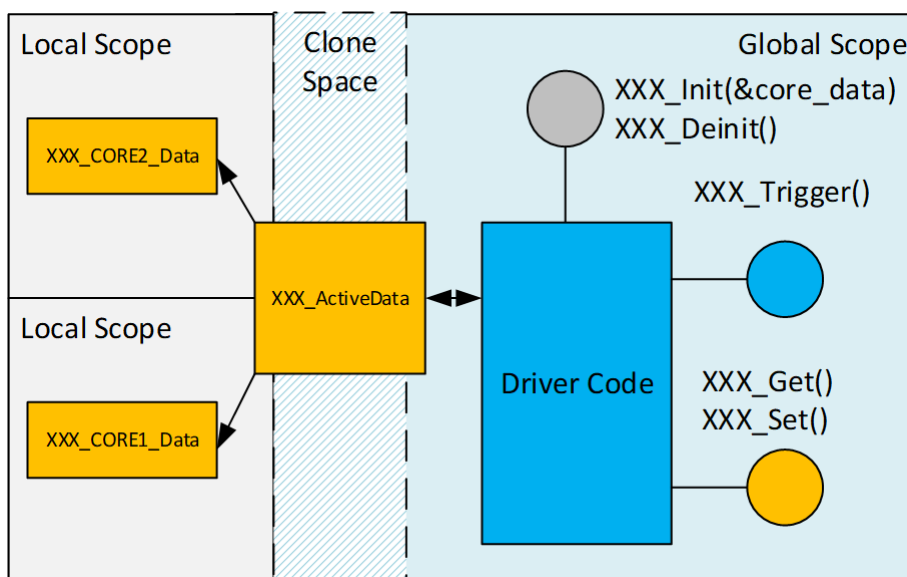 Local Scope
XXX_CORE2_Data
Local Scope
XXX_CORE1_Data
Clone
Space
XXX_ActiveData
Global Scope
XXX_Init(&core_data)
XXX_Deinit()
XXX_Trigger()
Driver Code
XXX_Get()
XXX_Set()